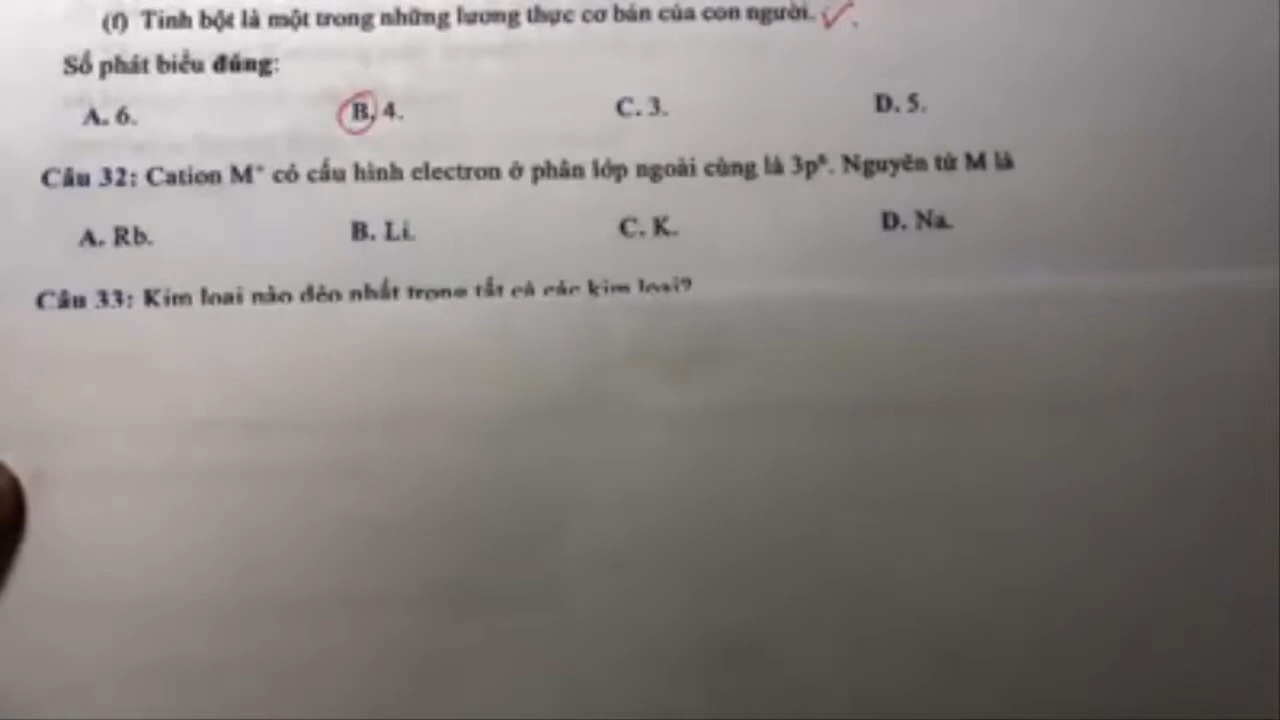 (f) Tinh bột là một trong những lương thực cơ bản của con người.
Số phát biểu đúng:
A. 6. B. 4. C. 3. D. 5.
Câu 32: Cation M⁺ có cấu hình electron ở phân lớp ngoài cùng là 3p⁶. Nguyên tử M là
A. Rb. B. Li. C. K. D. Na.
Câu 33: Kim loại nào dẻo nhất trong tất cả các kim loại?